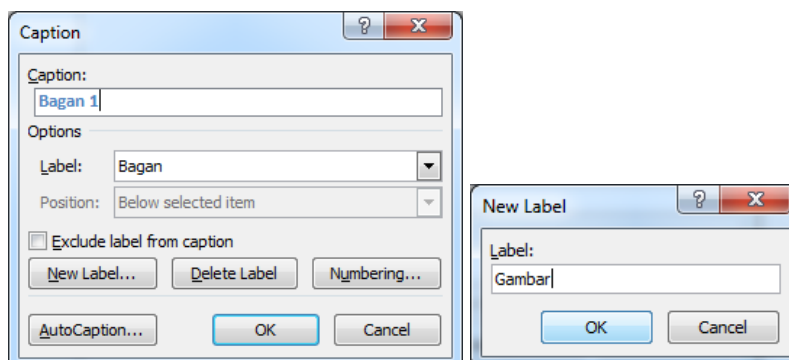 Caption
Caption:
Bagan 1
Options
Label: Bagan
Position: Below selected item
Exclude label from caption
New Label... Delete Label Numbering...
AutoCaption... OK Cancel
New Label
Label:
Gambar
OK Cancel